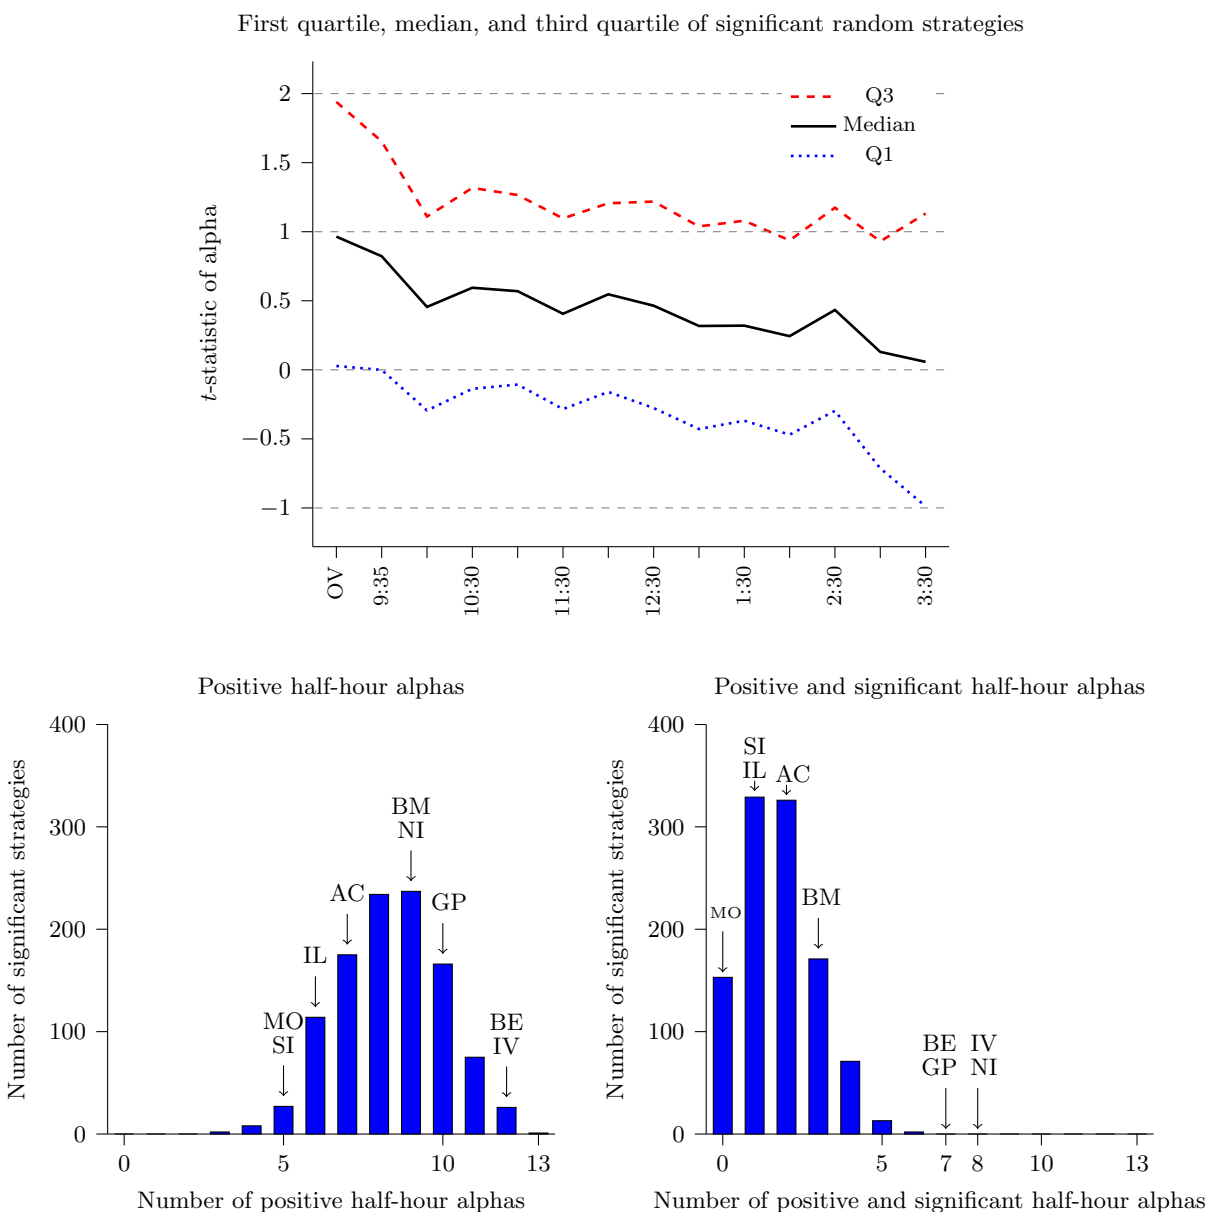 First quartile, median, and third quartile of significant random strategies
t-statistic of alpha
2
1.5
1
0.5
0
−0.5
−1
Q3
Median
Q1
OV
9:35
10:30
11:30
12:30
1:30
2:30
3:30
Positive half-hour alphas
Number of significant strategies
400
300
200
100
0
MO
SI
IL
AC
BM
NI
GP
BE
IV
0
5
10
13
Number of positive half-hour alphas
Positive and significant half-hour alphas
Number of significant strategies
400
300
200
100
0
MO
SI
IL
AC
BM
BE
GP
IV
NI
0
5
7
8
10
13
Number of positive and significant half-hour alphas